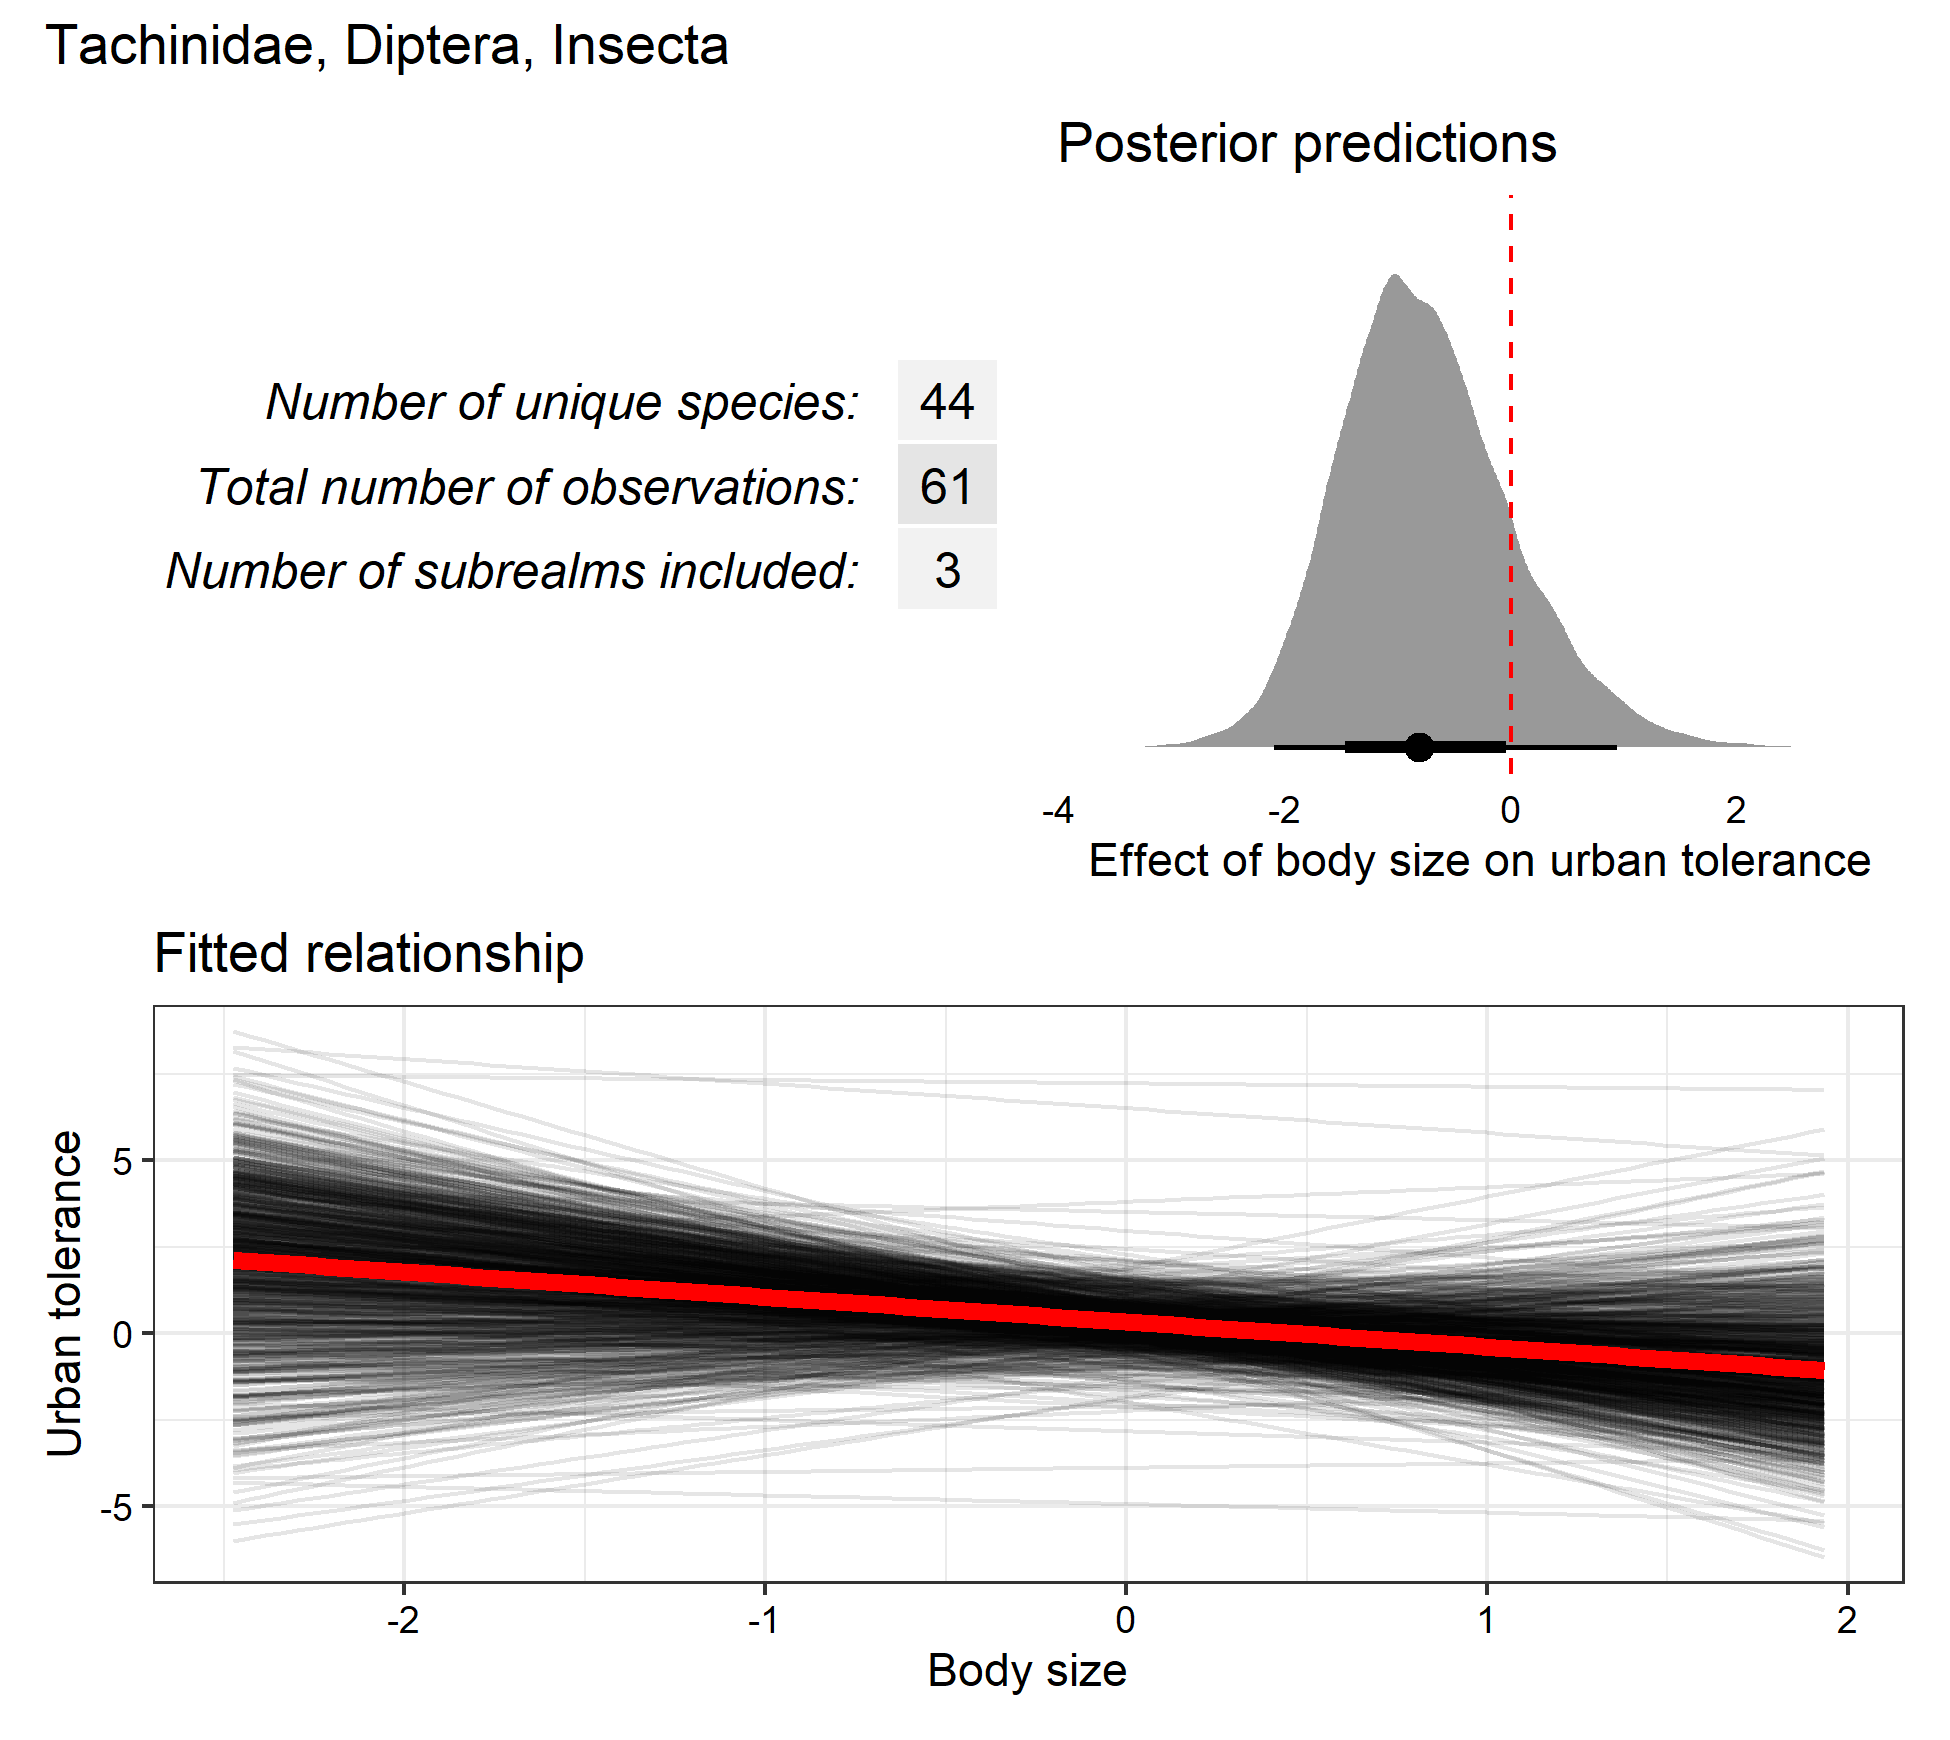 Tachinidae, Diptera, Insecta
Posterior predictions
Number of unique species: 44
Total number of observations: 61
Number of subrealms included: 3
-4 -2 0 2
Effect of body size on urban tolerance
Fitted relationship
Urban tolerance
5
0
-5
-2 -1 0 1 2
Body size